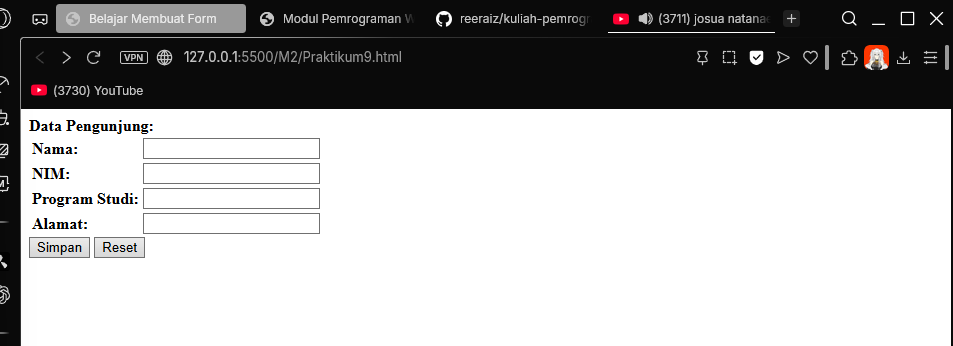 Belajar Membuat Form
Modul Pemrograman W
reeraiz/kuliah-pemrogr
(3711) josua natanae
VPN
127.0.0.1:5500/M2/Praktikum9.html
(3730) YouTube
Data Pengunjung:
Nama:
NIM:
Program Studi:
Alamat:
Simpan Reset